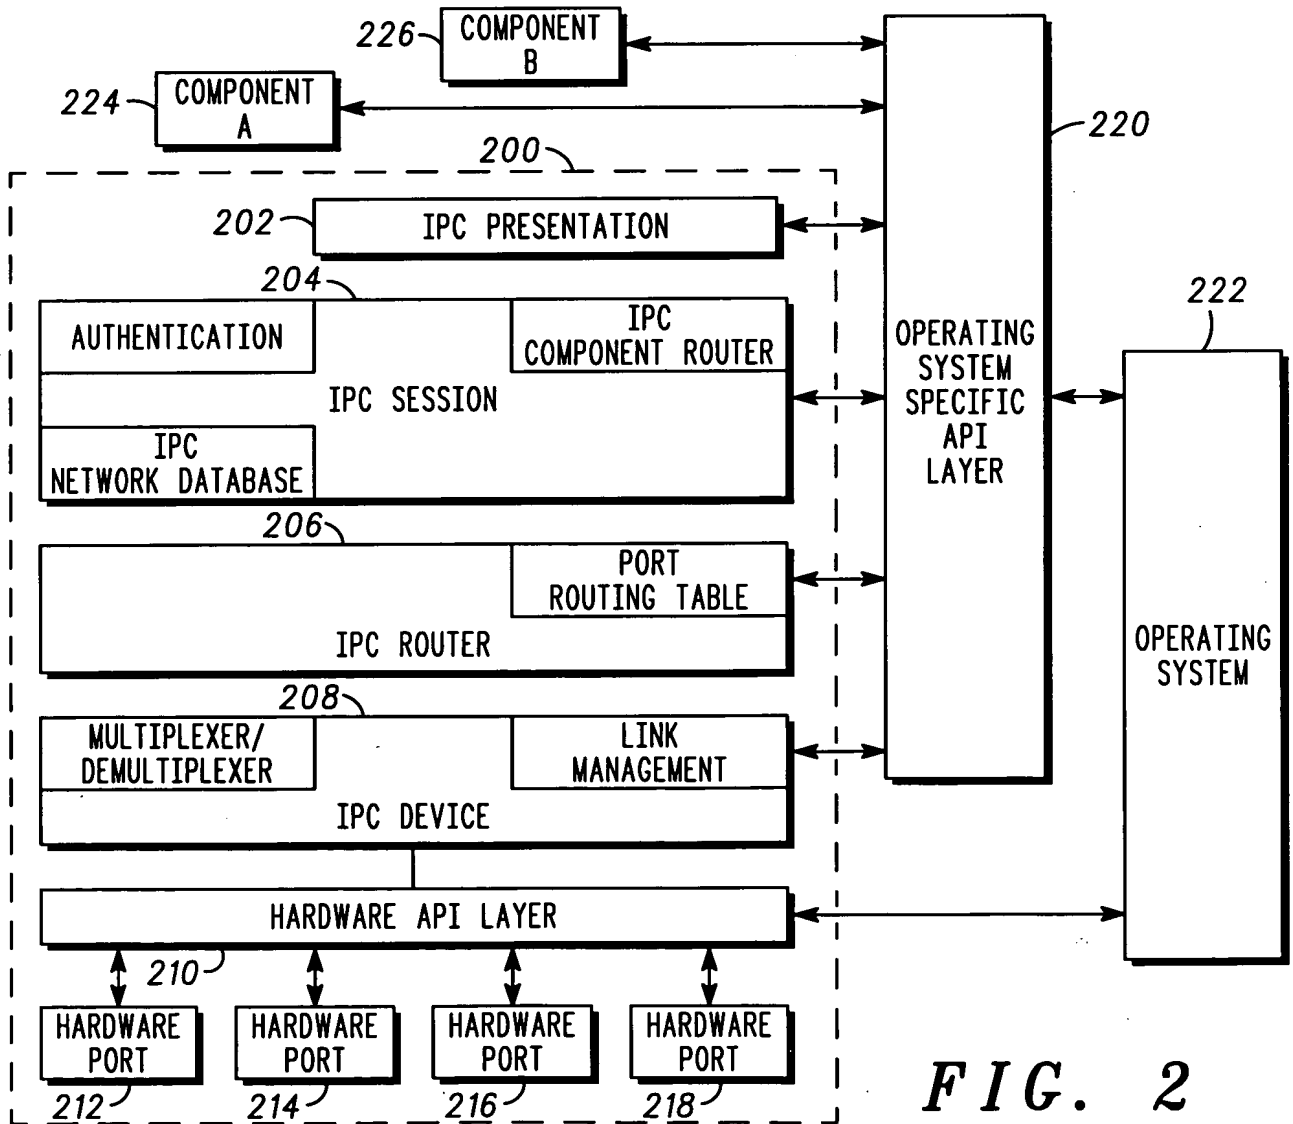 226
COMPONENT
B
224
COMPONENT
A
220
200
202
IPC PRESENTATION
204
AUTHENTICATION
IPC
COMPONENT ROUTER
IPC SESSION
IPC
NETWORK DATABASE
OPERATING
SYSTEM
SPECIFIC
API
LAYER
222
OPERATING
SYSTEM
206
PORT
ROUTING TABLE
IPC ROUTER
208
MULTIPLEXER/
DEMULTIPLEXER
LINK
MANAGEMENT
IPC DEVICE
HARDWARE API LAYER
210
HARDWARE
PORT
212
HARDWARE
PORT
214
HARDWARE
PORT
216
HARDWARE
PORT
218
FIG. 2